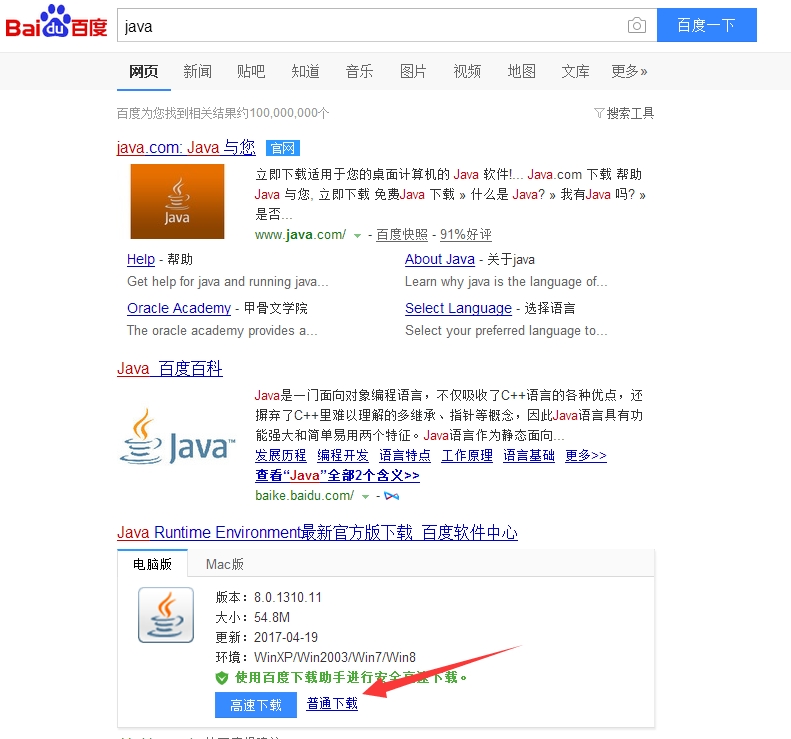 Bai du 百度
java
百度一下
网页 新闻 贴吧 知道 音乐 图片 视频 地图 文库 更多»
百度为您找到相关结果约100,000,000个 搜索工具
java.com: Java 与您 官网
Java
立即下载适用于您的桌面计算机的 Java 软件!... Java.com 下载 帮助
Java 与您, 立即下载 免费Java 下载 » 什么是 Java? » 我有Java 吗? »
是否...
www.java.com/ - 百度快照 - 91%好评
Help - 帮助
Get help for java and running java...
About Java - 关于java
Learn why java is the language of...
Oracle Academy - 甲骨文学院
The oracle academy provides a...
Select Language - 选择语言
Select your preferred language to...
Java_百度百科
Java™
Java是一门面向对象编程语言，不仅吸收了C++语言的各种优点，还
摒弃了C++里难以理解的多继承、指针等概念，因此Java语言具有功
能强大和简单易用两个特征。Java语言作为静态面向...
发展历程 编程开发 语言特点 工作原理 语言基础 更多>>
查看“Java”全部2个含义>>
baike.baidu.com/ -
Java Runtime Environment最新官方版下载_百度软件中心
电脑版 Mac版
版本：8.0.1310.11
大小：54.8M
更新：2017-04-19
环境：WinXP/Win2003/Win7/Win8
使用百度下载助手进行安全高速下载。
高速下载 普通下载